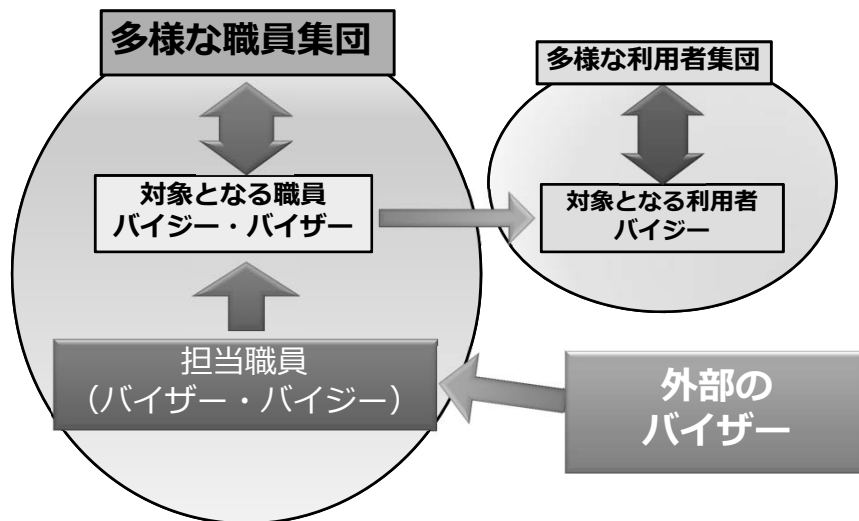 多様な職員集団
多様な利用者集団
対象となる職員
バイジー・バイザー
対象となる利用者
バイジー
担当職員
（バイザー・バイジー）
外部の
バイザー